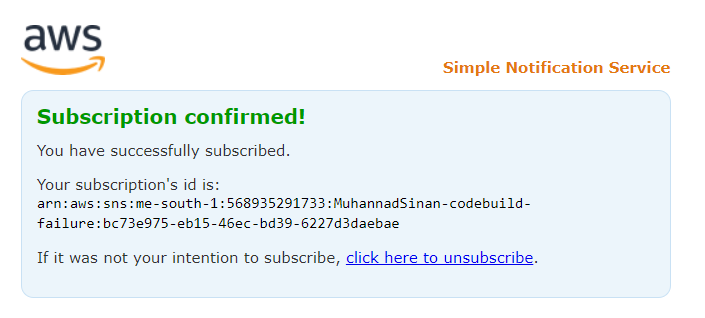 aws
Simple Notification Service
Subscription confirmed!
You have successfully subscribed.
Your subscription's id is:
arn:aws:sns:me-south-1:568935291733:MuhannadSinan-codebuild-
failure:bc73e975-eb15-46ec-bd39-6227d3daebae
If it was not your intention to subscribe, click here to unsubscribe.